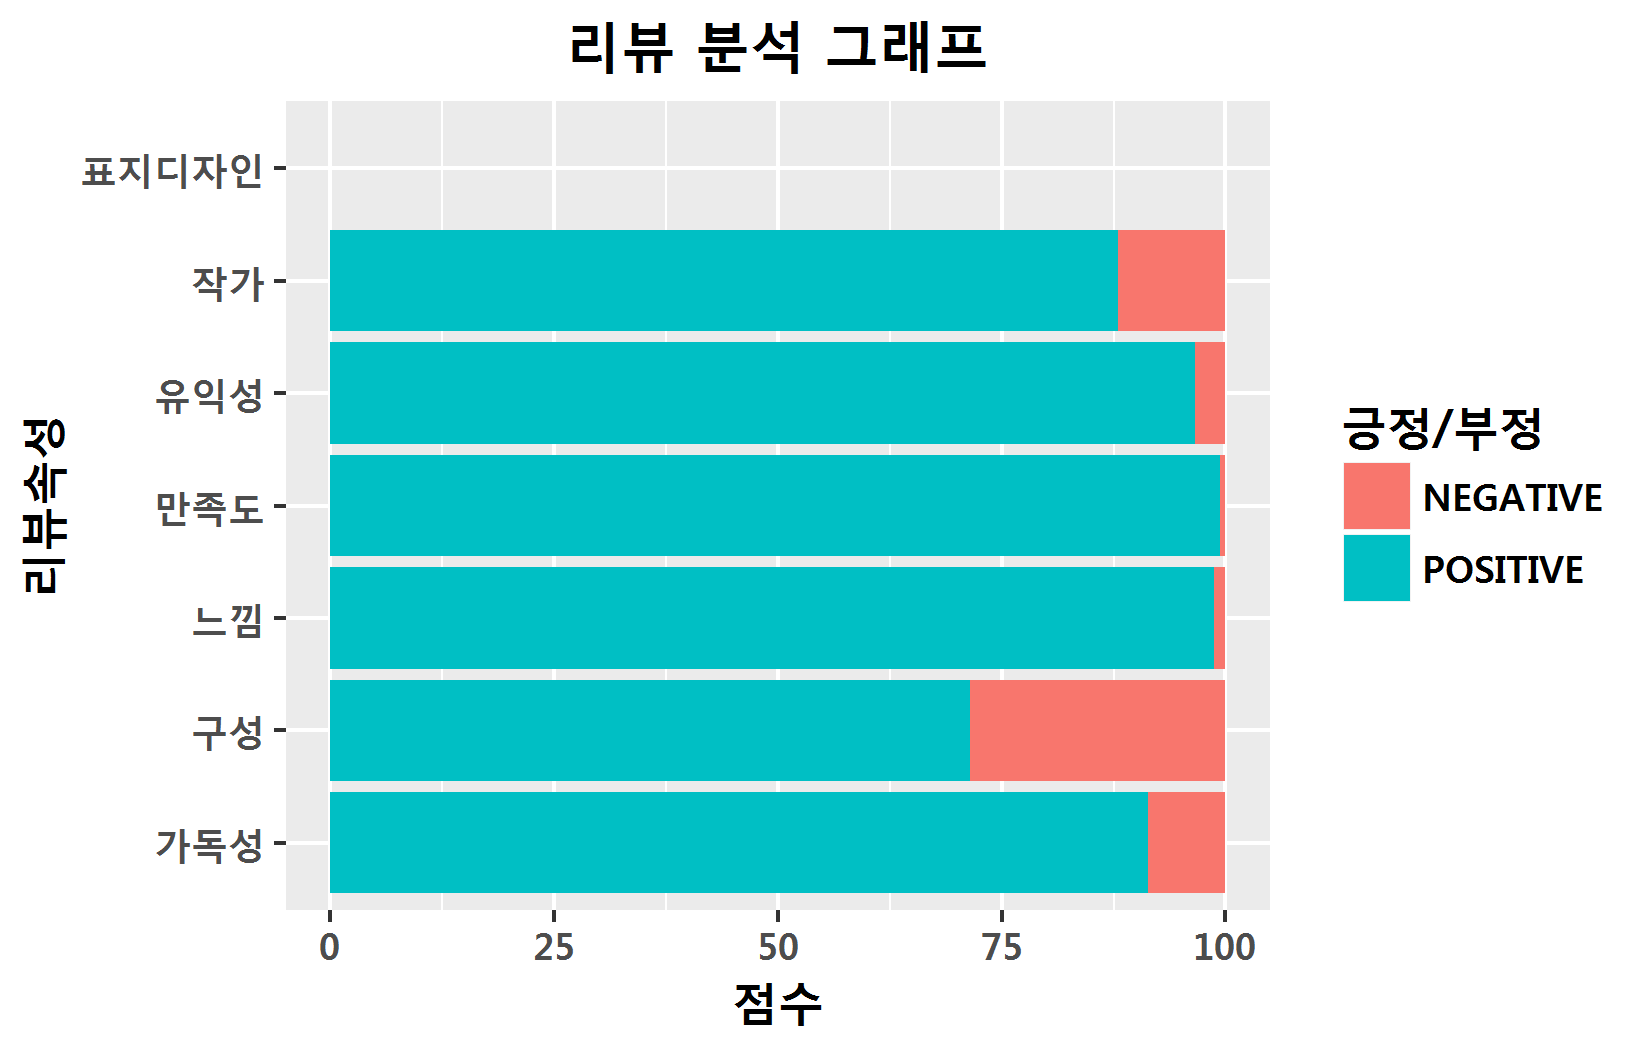 리뷰 분석 그래프
표지디자인
작가
유익성
만족도
느낌
구성
가독성
리뷰속성
0 25 50 75 100
점수
긍정/부정
NEGATIVE
POSITIVE